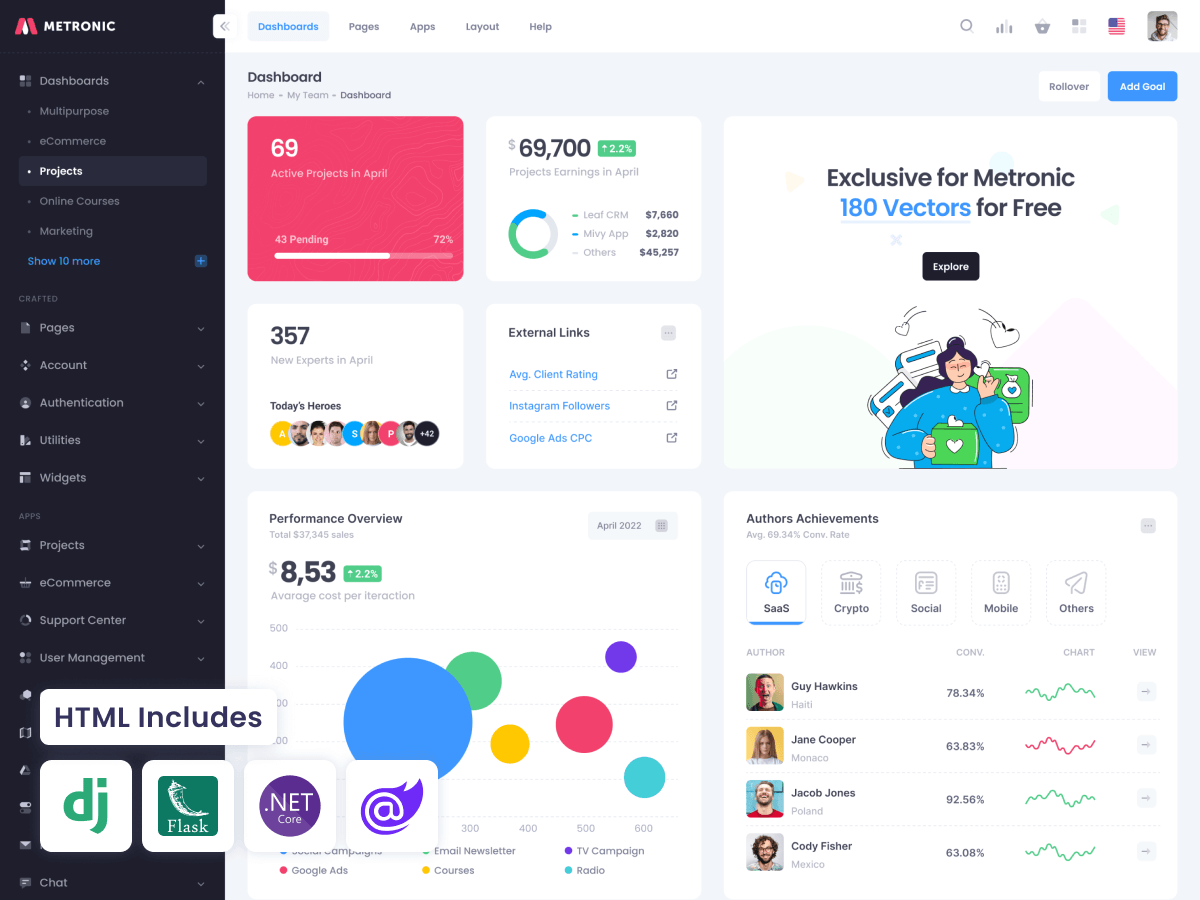 METRONIC
Dashboards
Pages
Apps
Layout
Help
Dashboards
Multipurpose
eCommerce
Projects
Online Courses
Marketing
Show 10 more
CRAFTED
Pages
Account
Authentication
Utilities
Widgets
APPS
Projects
eCommerce
Support Center
User Management
Chat
Dashboard
Home - My Team - Dashboard
Rollover
Add Goal
69
Active Projects in April
43 Pending
72%
$69,700
2.2%
Projects Earnings in April
Leaf CRM $7,660
Mivy App $2,820
Others $45,257
Exclusive for Metronic
180 Vectors for Free
Explore
357
New Experts in April
Today's Heroes
A
S
P
+42
External Links
Avg. Client Rating
Instagram Followers
Google Ads CPC
Performance Overview
Total $37,345 sales
April 2022
$8,53
2.2%
Avarage cost per iteraction
500
400
300 400 500 600
Social Campaigns
Email Newsletter
TV Campaign
Google Ads
Courses
Radio
Authors Achievements
Avg. 69.34% Conv. Rate
SaaS
Crypto
Social
Mobile
Others
AUTHOR CONV. CHART VIEW
Guy Hawkins
Haiti
78.34%
Jane Cooper
Monaco
63.83%
Jacob Jones
Poland
92.56%
Cody Fisher
Mexico
63.08%
HTML Includes
dj
Flask
.NET
Core
@